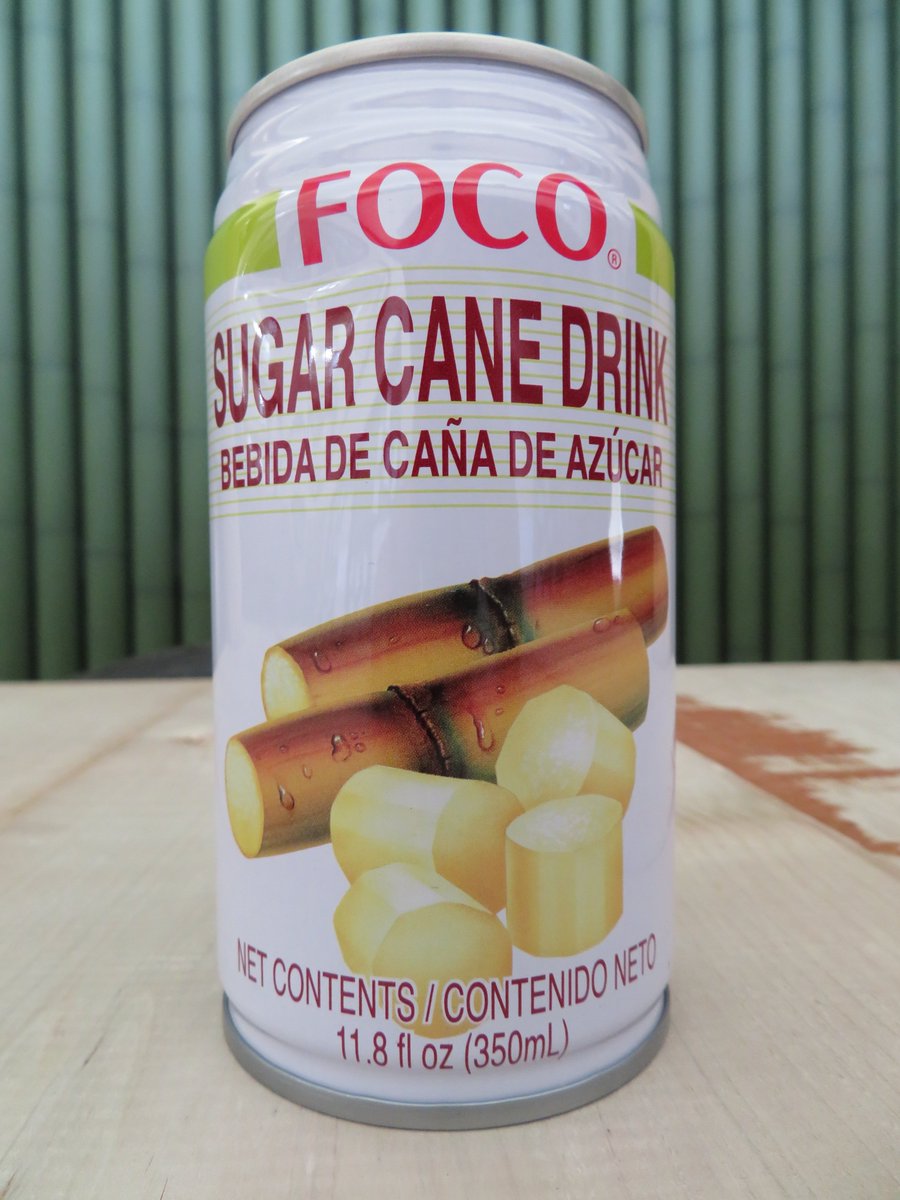 FOCO®
SUGAR CANE DRINK
BEBIDA DE CAÑA DE AZÚCAR
NET CONTENTS / CONTENIDO NETO
11.8 fl oz (350mL)